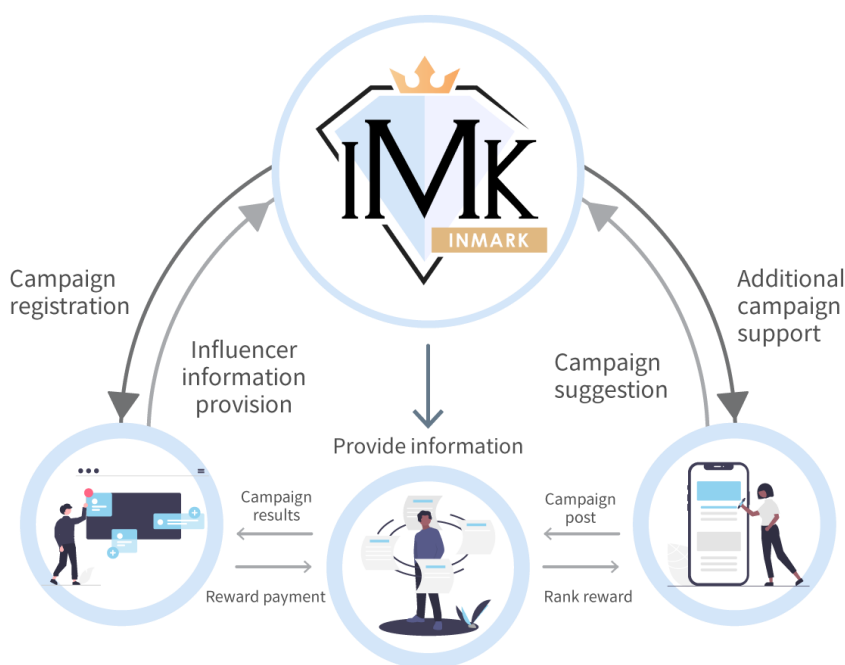 IMK
INMARK
Campaign
registration
Influencer
information
provision
Additional
campaign
support
Campaign
suggestion
Provide information
Campaign
results
Reward payment
Campaign
post
Rank reward